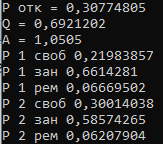 P отк = 0,30774805
Q = 0,6921202
A = 1,0505
P 1 своб 0,21983857
P 1 зан 0,6614281
P 1 рем 0,06669502
P 2 своб 0,30014038
P 2 зан 0,58574265
P 2 рем 0,06207904